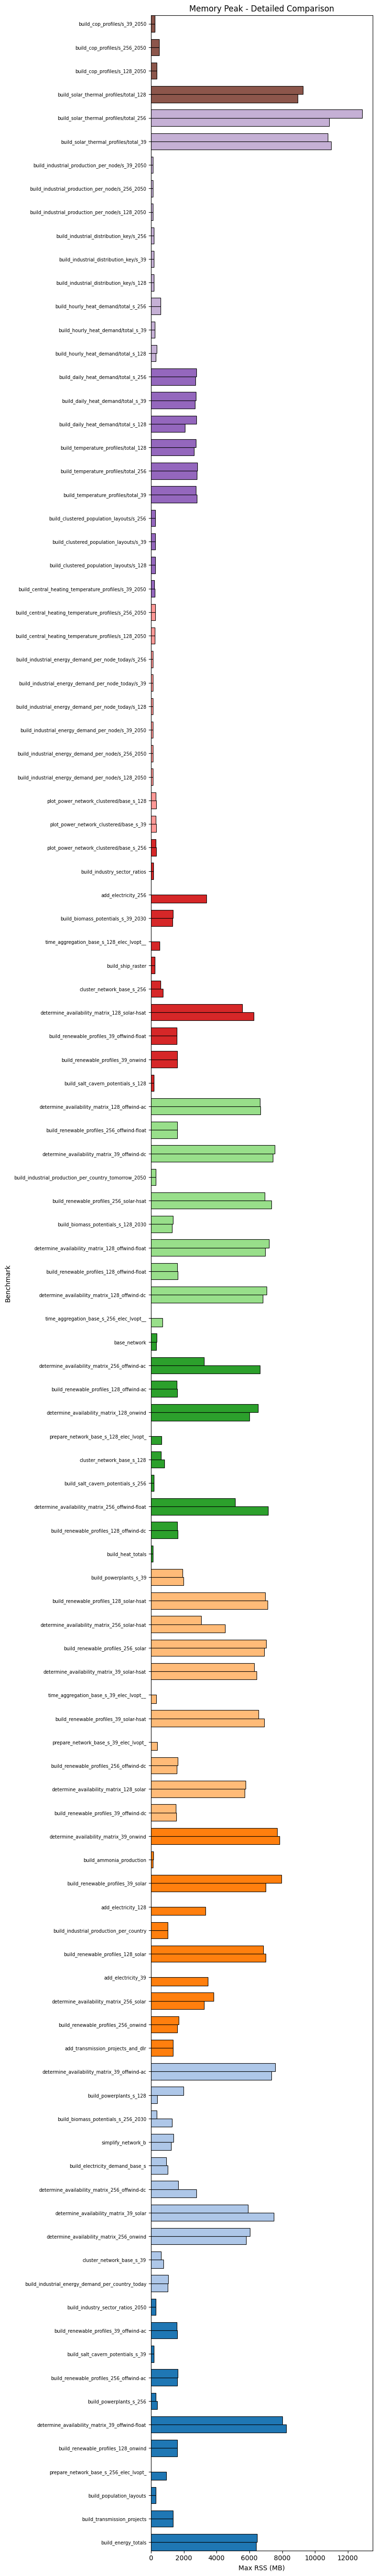 Memory Peak - Detailed Comparison
build_cop_profiles/s_39_2050
build_cop_profiles/s_256_2050
build_cop_profiles/s_128_2050
build_solar_thermal_profiles/total_128
build_solar_thermal_profiles/total_256
build_solar_thermal_profiles/total_39
build_industrial_production_per_node/s_39_2050
build_industrial_production_per_node/s_256_2050
build_industrial_production_per_node/s_128_2050
build_industrial_distribution_key/s_256
build_industrial_distribution_key/s_39
build_industrial_distribution_key/s_128
build_hourly_heat_demand/total_s_256
build_hourly_heat_demand/total_s_39
build_hourly_heat_demand/total_s_128
build_daily_heat_demand/total_s_256
build_daily_heat_demand/total_s_39
build_daily_heat_demand/total_s_128
build_temperature_profiles/total_128
build_temperature_profiles/total_256
build_temperature_profiles/total_39
build_clustered_population_layouts/s_256
build_clustered_population_layouts/s_39
build_clustered_population_layouts/s_128
build_central_heating_temperature_profiles/s_39_2050
build_central_heating_temperature_profiles/s_256_2050
build_central_heating_temperature_profiles/s_128_2050
build_industrial_energy_demand_per_node_today/s_256
build_industrial_energy_demand_per_node_today/s_39
build_industrial_energy_demand_per_node_today/s_128
build_industrial_energy_demand_per_node/s_39_2050
build_industrial_energy_demand_per_node/s_256_2050
build_industrial_energy_demand_per_node/s_128_2050
plot_power_network_clustered/base_s_128
plot_power_network_clustered/base_s_39
plot_power_network_clustered/base_s_256
build_industry_sector_ratios
add_electricity_256
build_biomass_potentials_s_39_2030
time_aggregation_base_s_128_elec_lvopt__
build_ship_raster
cluster_network_base_s_256
determine_availability_matrix_128_solar-hsat
build_renewable_profiles_39_offwind-float
build_renewable_profiles_39_onwind
build_salt_cavern_potentials_s_128
determine_availability_matrix_128_offwind-ac
build_renewable_profiles_256_offwind-float
determine_availability_matrix_39_offwind-dc
build_industrial_production_per_country_tomorrow_2050
build_renewable_profiles_256_solar-hsat
build_biomass_potentials_s_128_2030
determine_availability_matrix_128_offwind-float
build_renewable_profiles_128_offwind-float
determine_availability_matrix_128_offwind-dc
time_aggregation_base_s_256_elec_lvopt__
base_network
determine_availability_matrix_256_offwind-ac
build_renewable_profiles_128_offwind-ac
determine_availability_matrix_128_onwind
prepare_network_base_s_128_elec_lvopt_
cluster_network_base_s_128
build_salt_cavern_potentials_s_256
determine_availability_matrix_256_offwind-float
build_renewable_profiles_128_offwind-dc
build_heat_totals
build_powerplants_s_39
build_renewable_profiles_128_solar-hsat
determine_availability_matrix_256_solar-hsat
build_renewable_profiles_256_solar
determine_availability_matrix_39_solar-hsat
time_aggregation_base_s_39_elec_lvopt__
build_renewable_profiles_39_solar-hsat
prepare_network_base_s_39_elec_lvopt_
build_renewable_profiles_256_offwind-dc
determine_availability_matrix_128_solar
build_renewable_profiles_39_offwind-dc
determine_availability_matrix_39_onwind
build_ammonia_production
build_renewable_profiles_39_solar
add_electricity_128
build_industrial_production_per_country
build_renewable_profiles_128_solar
add_electricity_39
determine_availability_matrix_256_solar
build_renewable_profiles_256_onwind
add_transmission_projects_and_dlr
determine_availability_matrix_39_offwind-ac
build_powerplants_s_128
build_biomass_potentials_s_256_2030
simplify_network_b
build_electricity_demand_base_s
determine_availability_matrix_256_offwind-dc
determine_availability_matrix_39_solar
determine_availability_matrix_256_onwind
cluster_network_base_s_39
build_industrial_energy_demand_per_country_today
build_industry_sector_ratios_2050
build_renewable_profiles_39_offwind-ac
build_salt_cavern_potentials_s_39
build_renewable_profiles_256_offwind-ac
build_powerplants_s_256
determine_availability_matrix_39_offwind-float
build_renewable_profiles_128_onwind
prepare_network_base_s_256_elec_lvopt_
build_population_layouts
build_transmission_projects
build_energy_totals
Benchmark
0 2000 4000 6000 8000 10000 12000
Max RSS (MB)